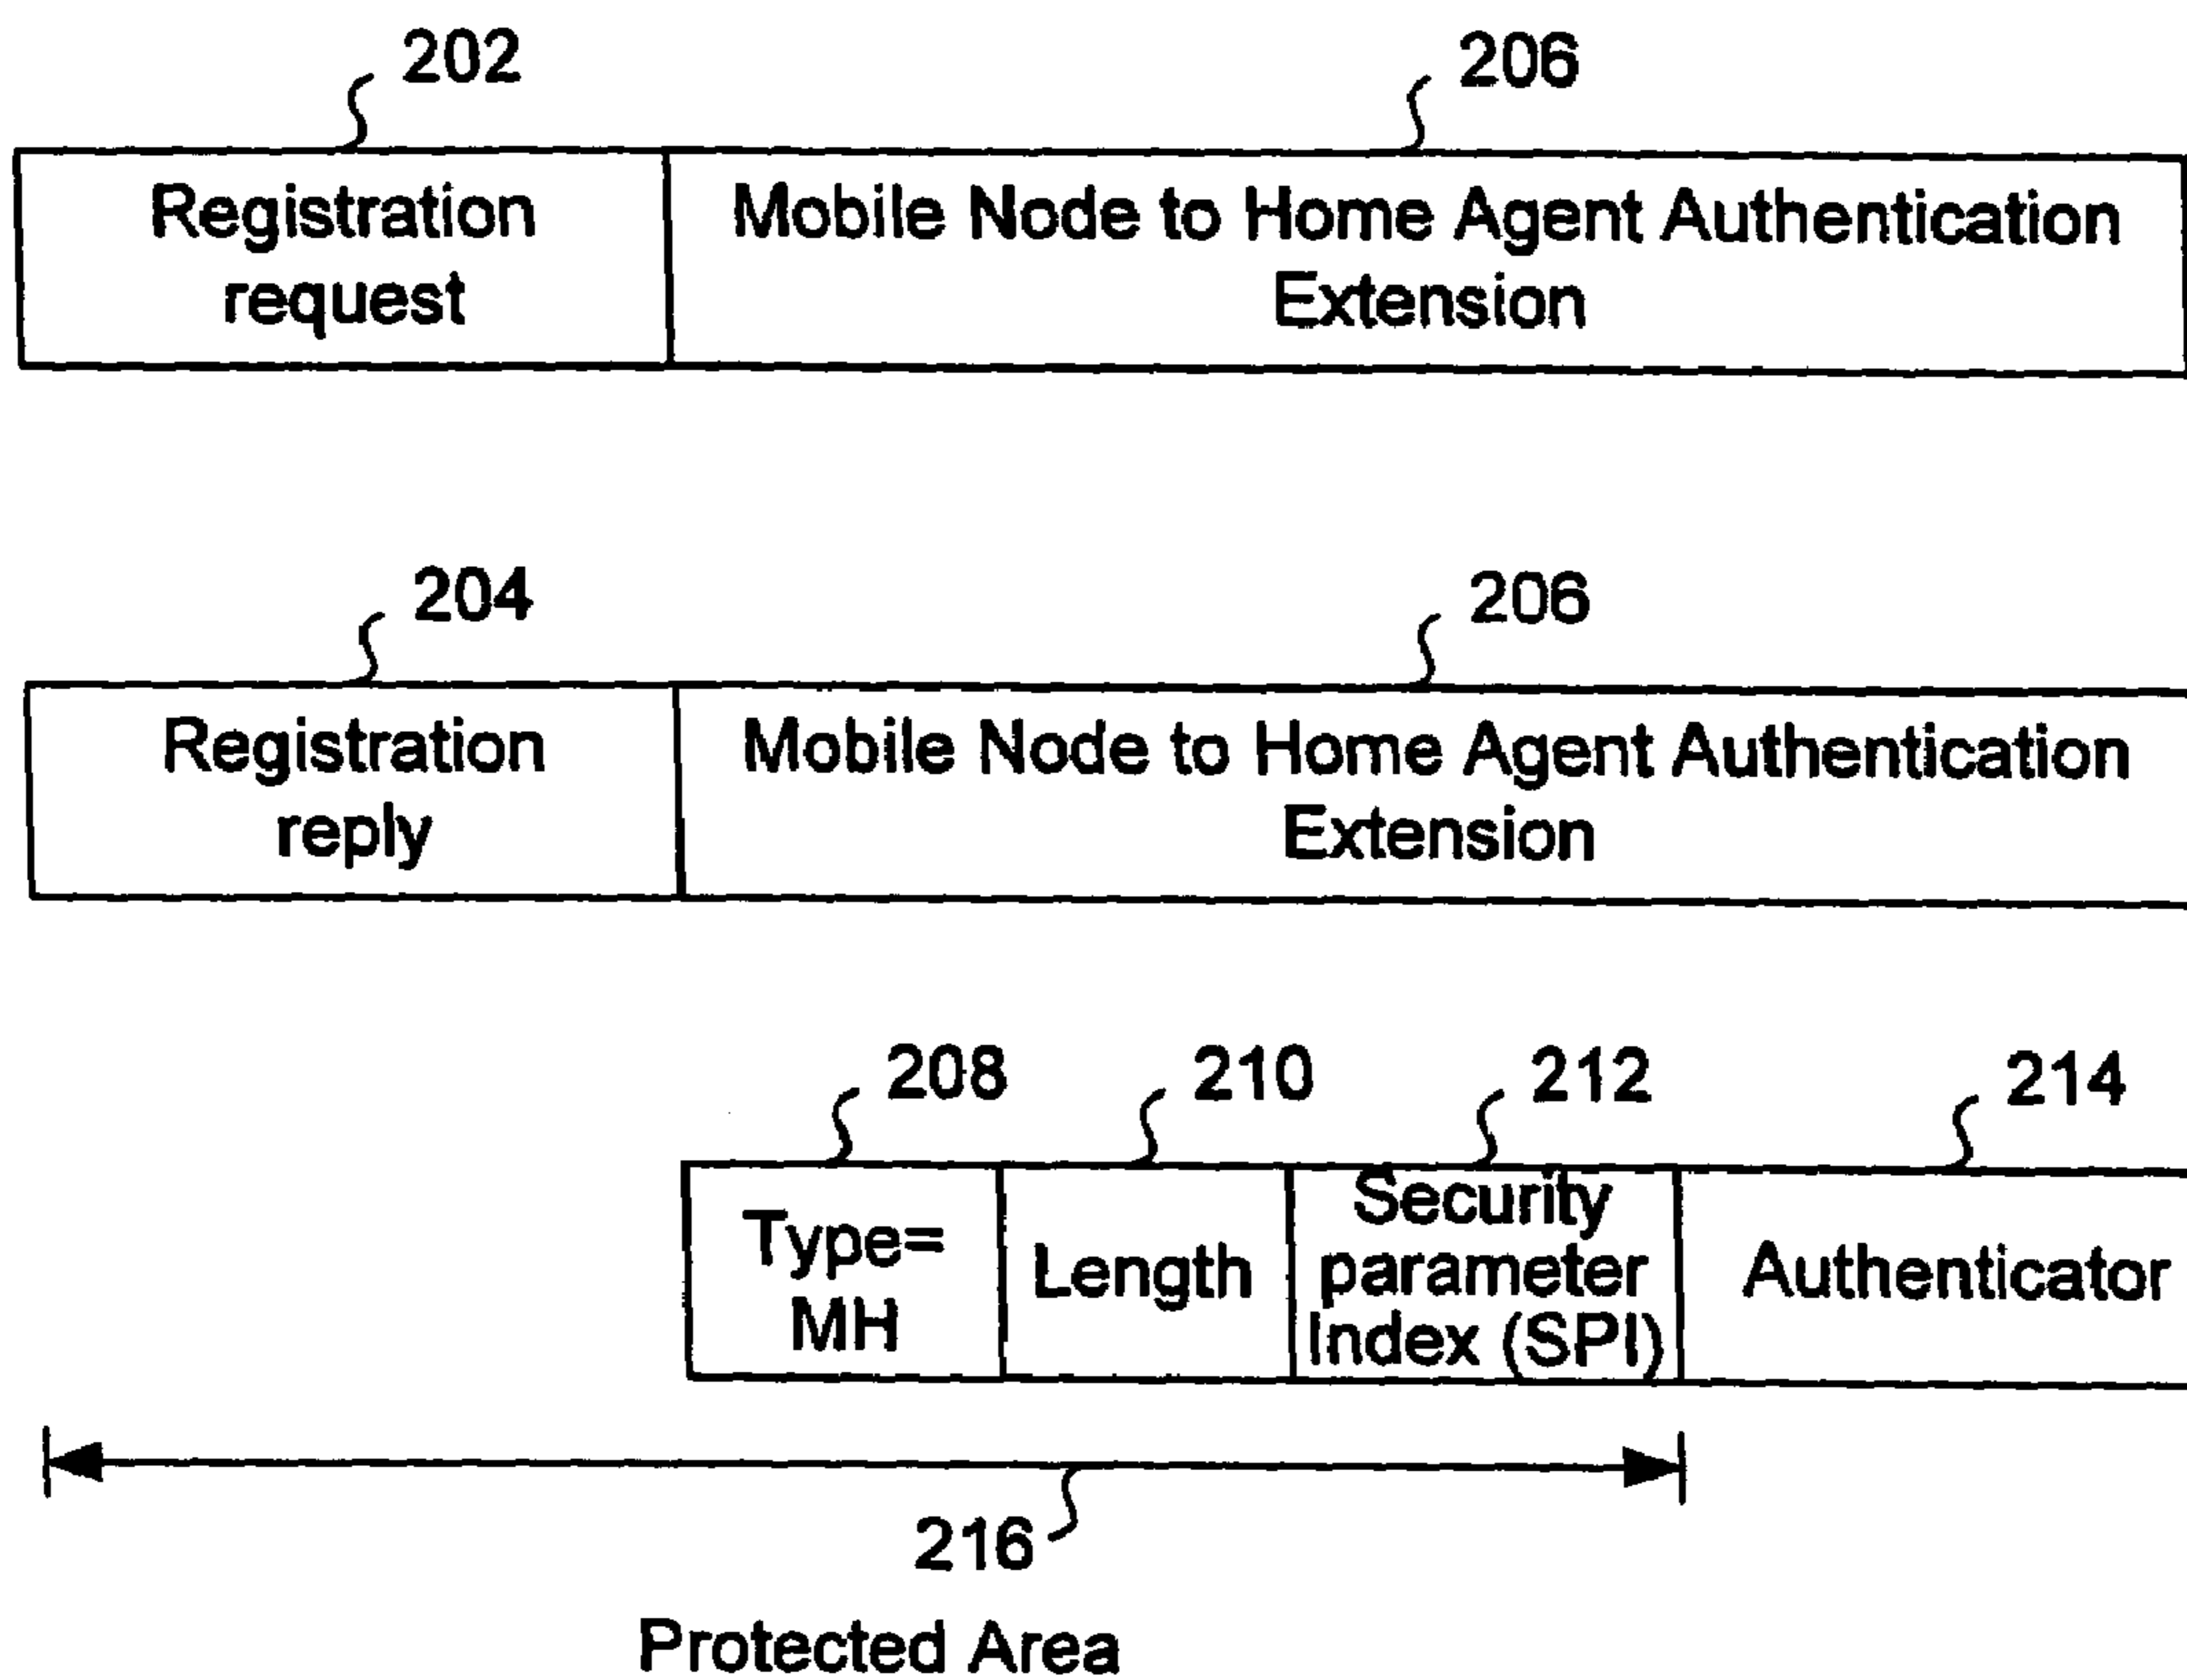 202
206
Registration
request
Mobile Node to Home Agent Authentication
Extension
204
206
Registration
reply
Mobile Node to Home Agent Authentication
Extension
208
210
212
214
Type=
MH
Length
Security
parameter
Index (SPI)
Authenticator
216
Protected Area